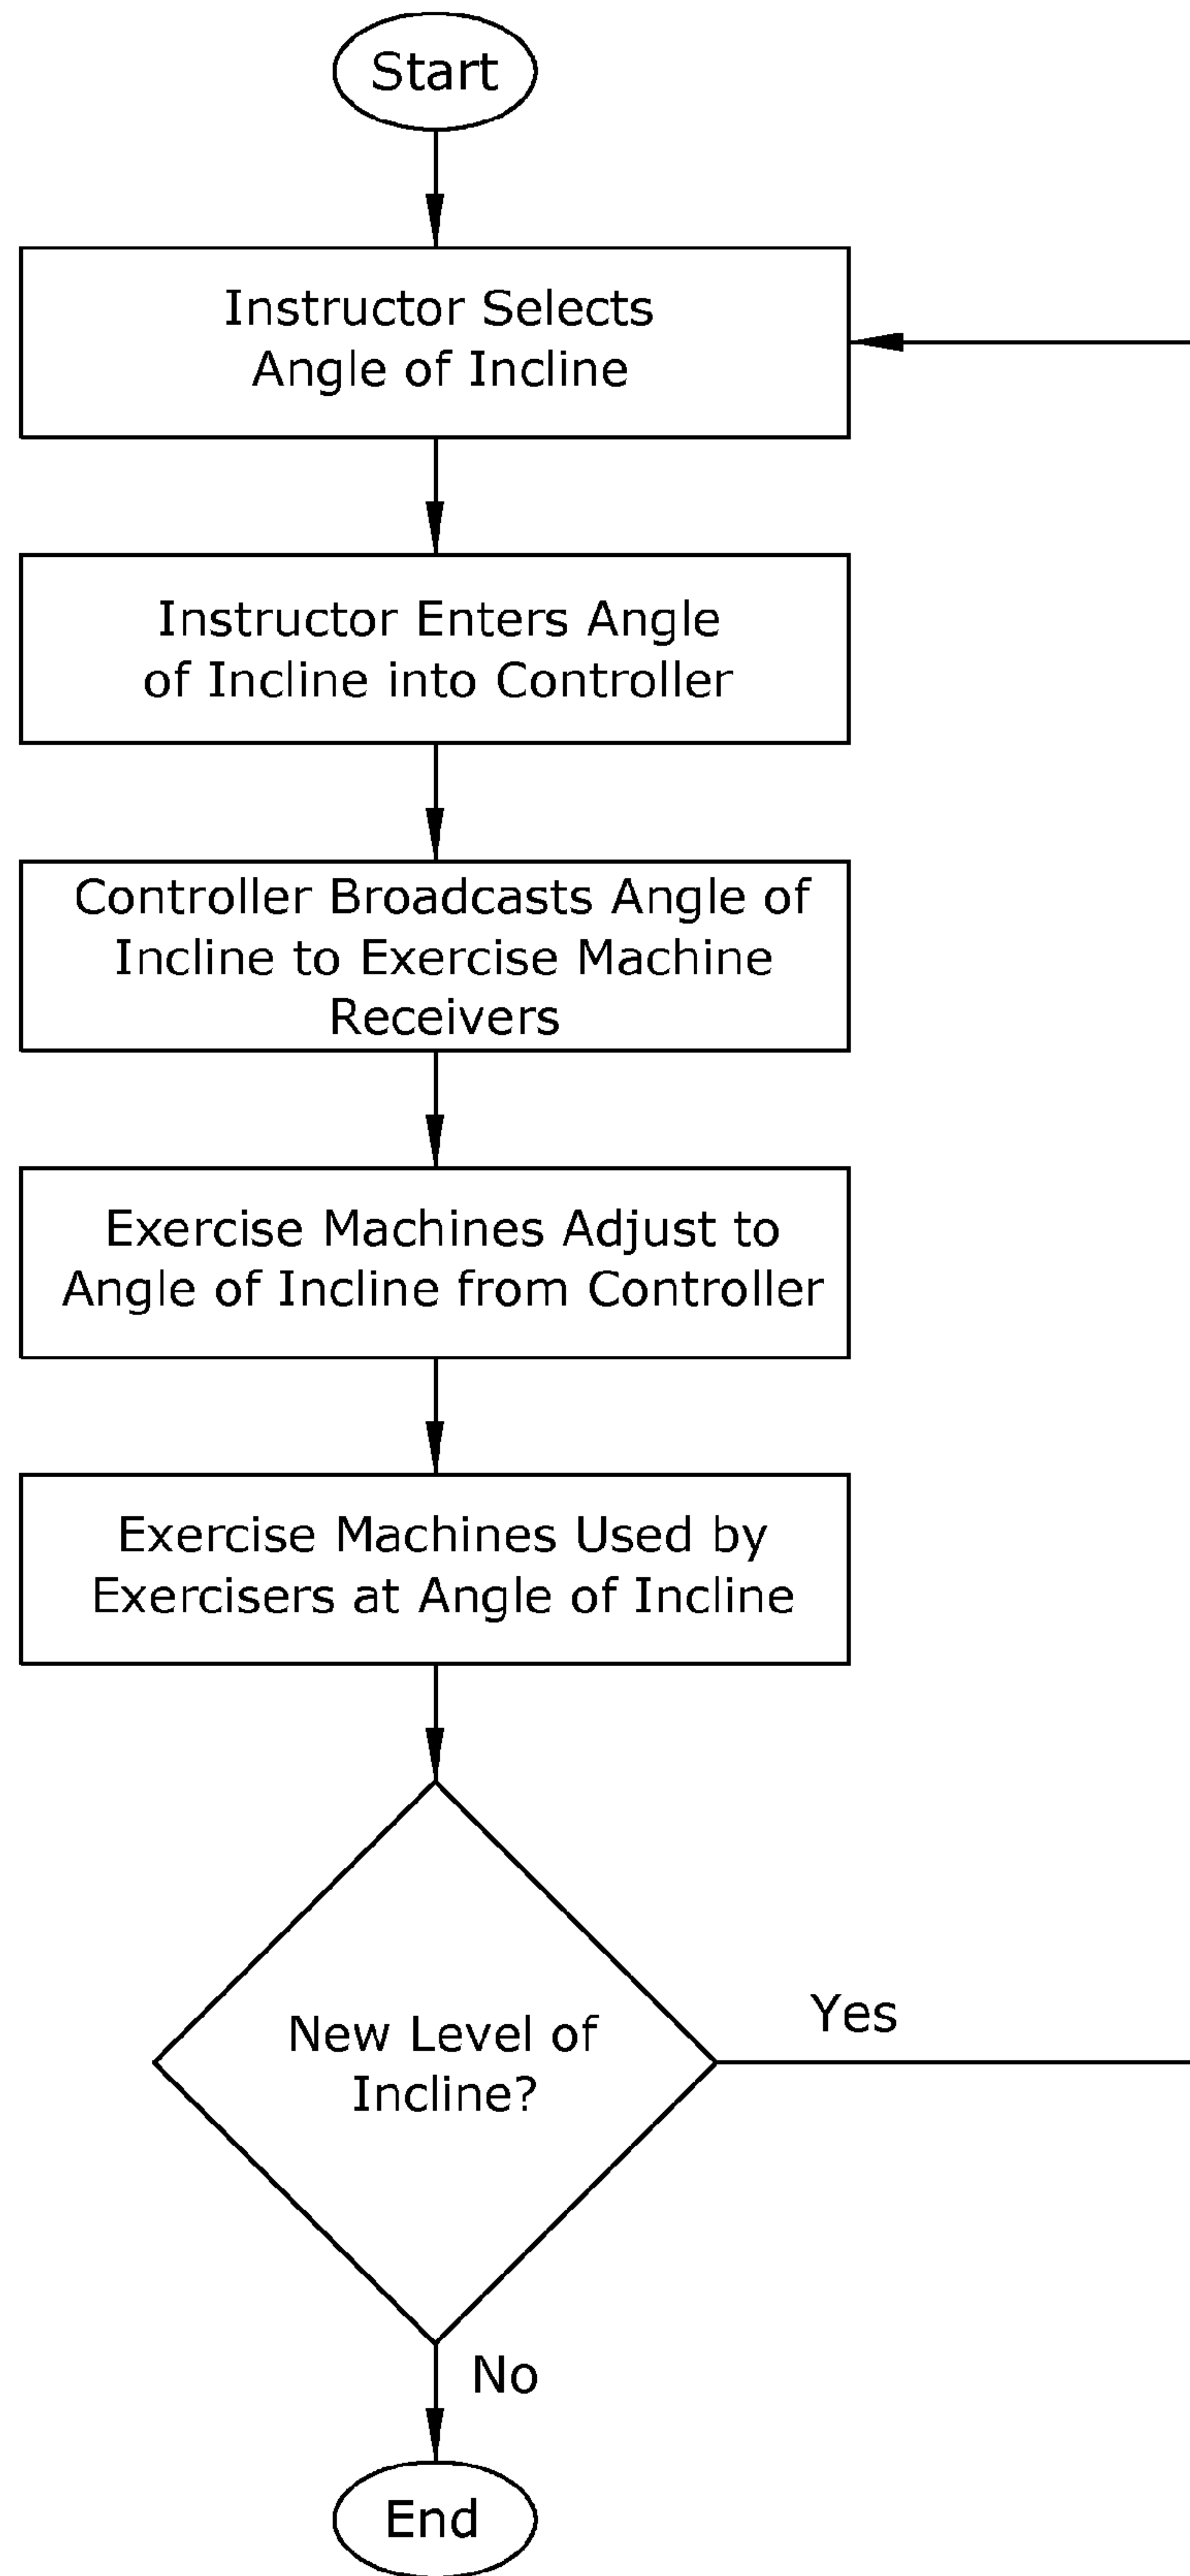 Start
Instructor Selects
Angle of Incline
Instructor Enters Angle
of Incline into Controller
Controller Broadcasts Angle of
Incline to Exercise Machine
Receivers
Exercise Machines Adjust to
Angle of Incline from Controller
Exercise Machines Used by
Exercisers at Angle of Incline
New Level of
Incline?
Yes
No
End